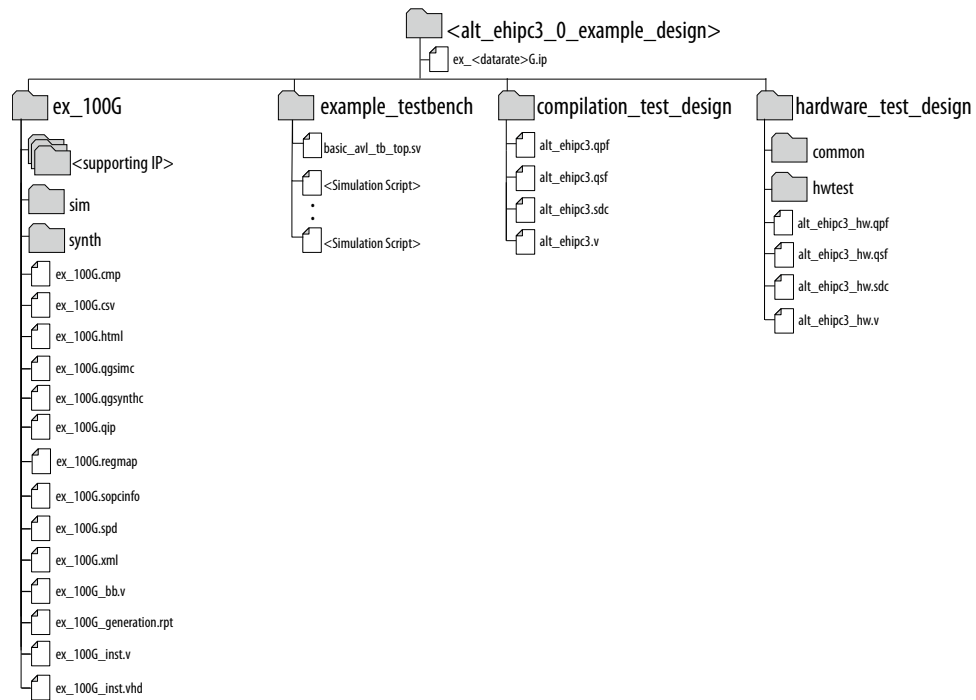 <alt_ehipc3_0_example_design>
ex_<datarate>G.ip
ex_100G
<supporting IP>
sim
synth
ex_100G.cmp
ex_100G.csv
ex_100G.html
ex_100G.qgsimc
ex_100G.qgsynthc
ex_100G.qip
ex_100G.regmap
ex_100G.sopcinfo
ex_100G.spd
ex_100G.xml
ex_100G_bb.v
ex_100G_generation.rpt
ex_100G_inst.v
ex_100G_inst.vhd
example_testbench
basic_avl_tb_top.sv
<Simulation Script>
<Simulation Script>
compilation_test_design
alt_ehipc3.qpf
alt_ehipc3.qsf
alt_ehipc3.sdc
alt_ehipc3.v
hardware_test_design
common
hwtest
alt_ehipc3_hw.qpf
alt_ehipc3_hw.qsf
alt_ehipc3_hw.sdc
alt_ehipc3_hw.v